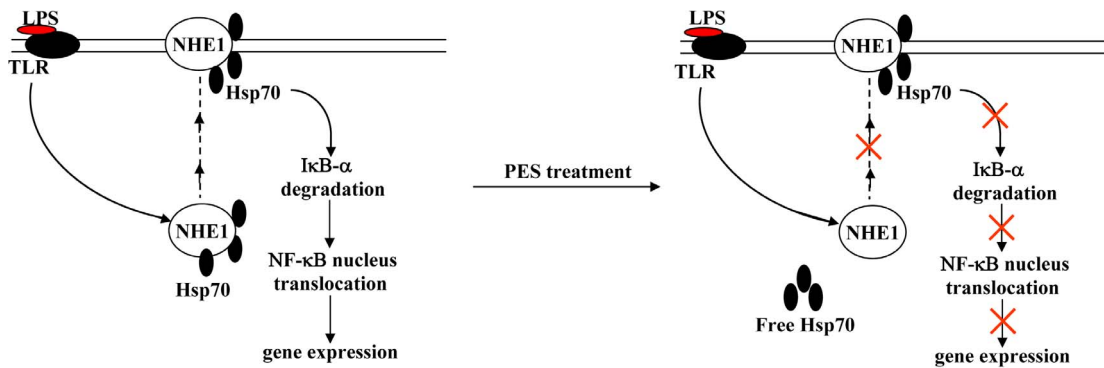 LPS
NHE1
TLR
Hsp70
IκB-α
degradation
NHE1
Hsp70
NF-κB nucleus
translocation
gene expression
PES treatment
LPS
NHE1
TLR
Hsp70
IκB-α
degradation
NHE1
Free Hsp70
NF-κB nucleus
translocation
gene expression